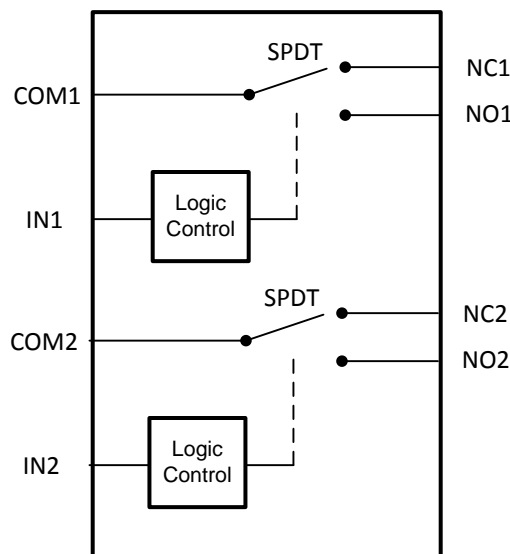 SPDT
NC1
COM1
NO1
Logic
Control
IN1
SPDT
NC2
COM2
NO2
Logic
Control
IN2